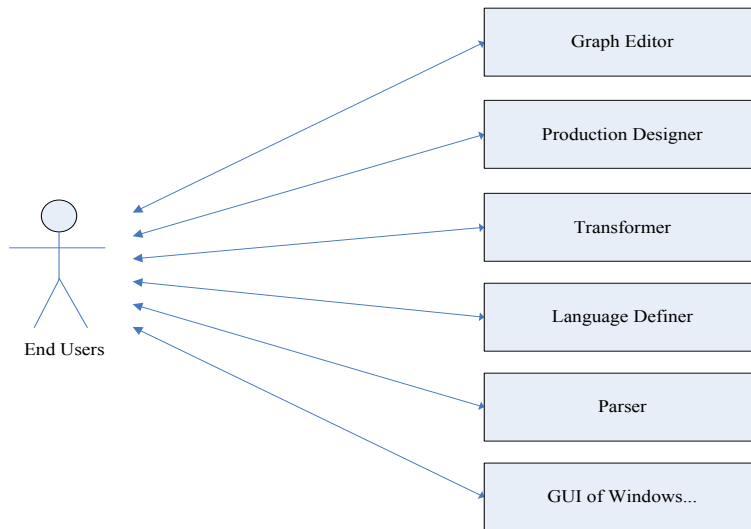 Graph Editor
Production Designer
Transformer
Language Definer
End Users
Parser
GUI of Windows...